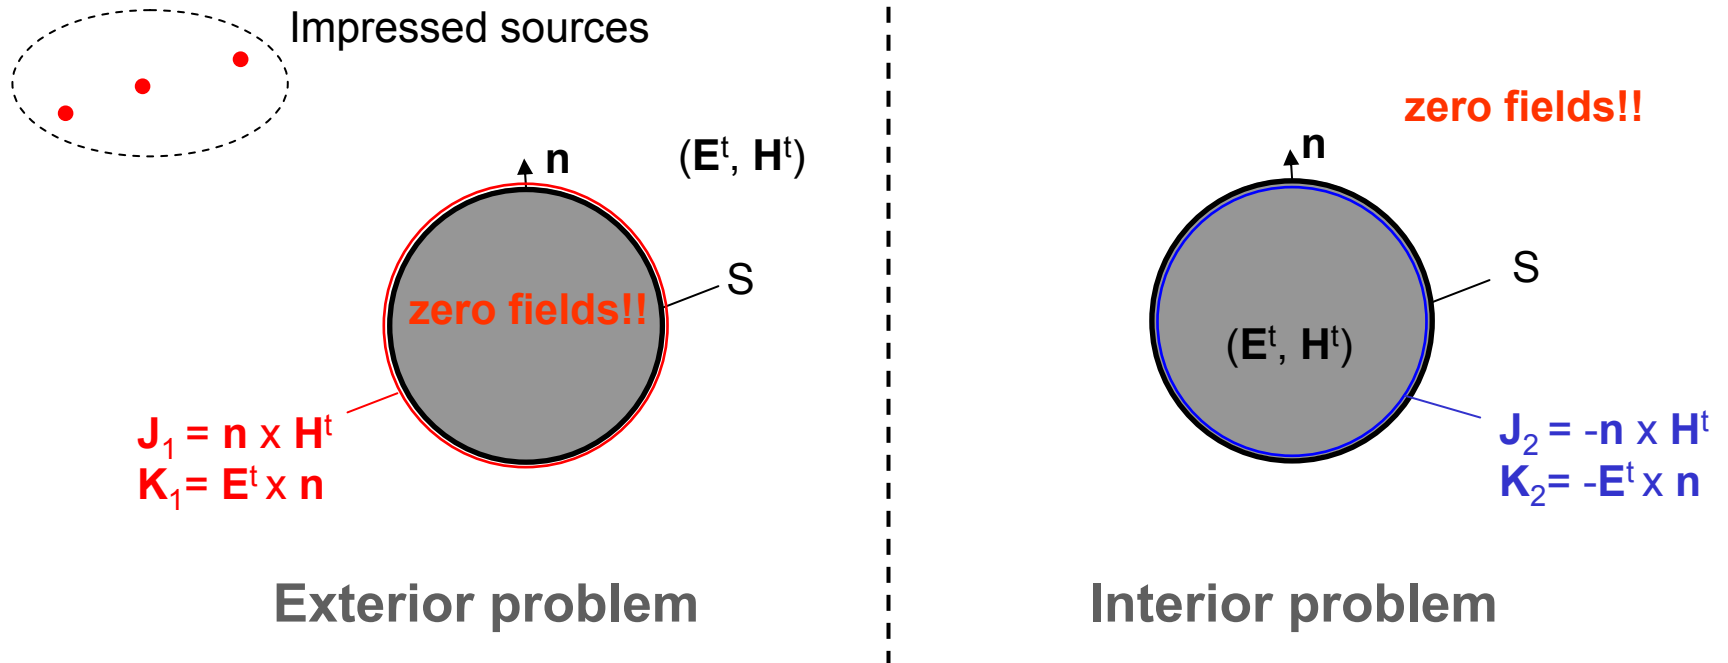 Impressed sources
n
(Eᵗ, Hᵗ)
S
zero fields!!
J₁ = n x Hᵗ
K₁= Eᵗ x n
Exterior problem
zero fields!!
n
S
(Eᵗ, Hᵗ)
J₂ = -n x Hᵗ
K₂= -Eᵗ x n
Interior problem